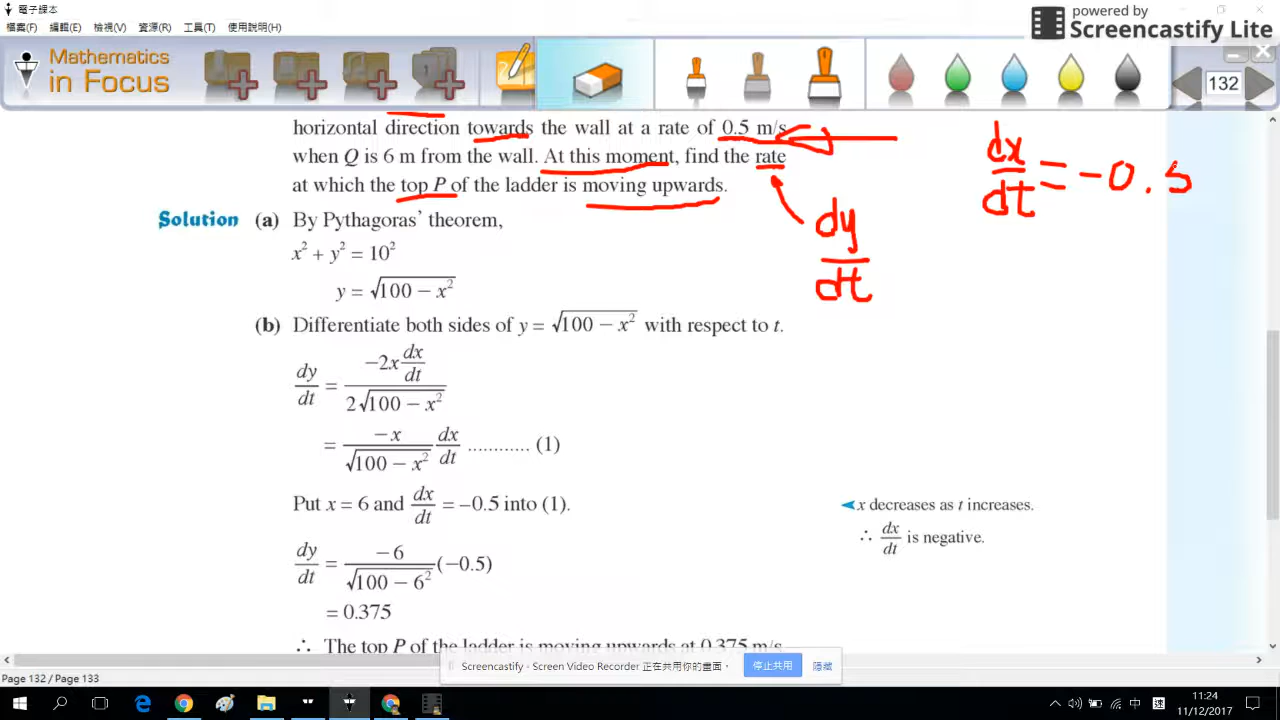 電子課本
powered by
Screencastify Lite
檔案(F) 編輯(E) 檢視(V) 資源(R) 工具(T) 使用說明(H)
Mathematics
in Focus
1
132
horizontal direction towards the wall at a rate of 0.5 m/s
when Q is 6 m from the wall. At this moment, find the rate
at which the top P of the ladder is moving upwards.
dx/dt = -0.5
dy/dt
Solution (a) By Pythagoras' theorem,
x² + y² = 10²
y = √(100 − x²)
(b) Differentiate both sides of y = √(100 − x²) with respect to t.
dy/dt = (−2x dx/dt)/(2√(100 − x²))
= −x/√(100 − x²) dx/dt ............ (1)
Put x = 6 and dx/dt = −0.5 into (1).
◀ x decreases as t increases.
∴ dx/dt is negative.
dy/dt = −6/√(100 − 6²) (−0.5)
= 0.375
∴ The top P of the ladder is moving upwards at 0.375 m/s.
Screencastify - Screen Video Recorder 正在共用你的畫面。 停止共用 隱藏
Page 132 / Page 133
中
11:24
11/12/2017